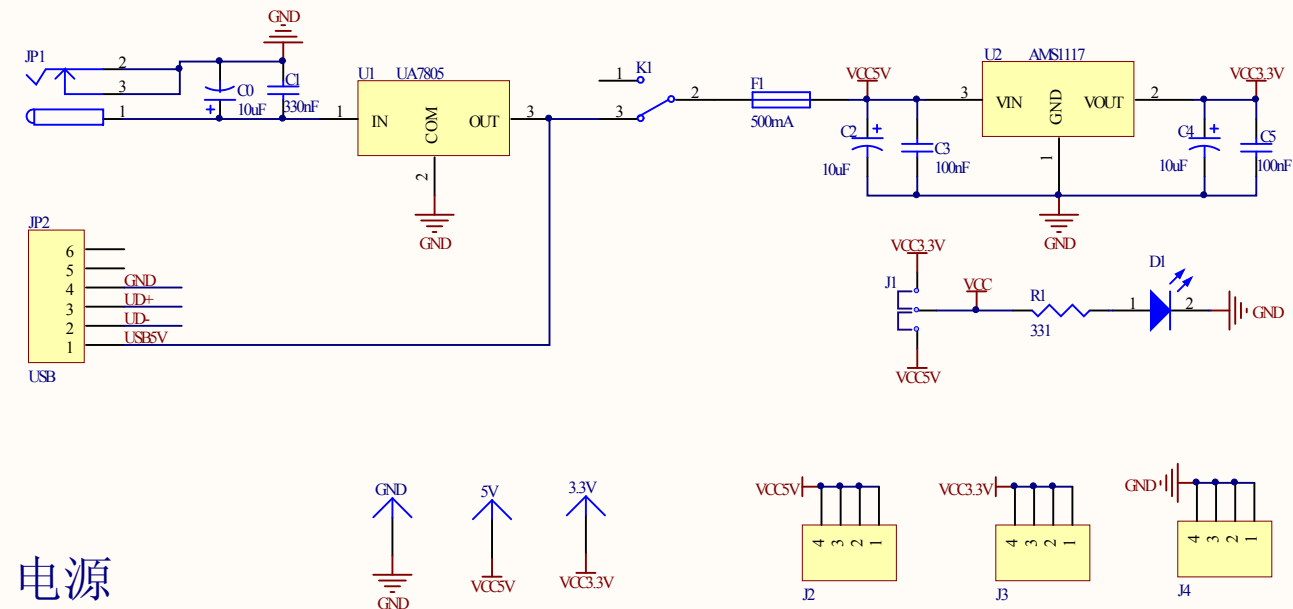 GND
JP1
2
3
1
C0
10uF
C1
330nF
U1 UA7805
1 IN COM OUT 3
2
GND
K1
1
2
3
F1
500mA
VCC5V
C2
10uF
C3
100nF
U2 AMS1117
3 VIN GND VOUT 2
1
GND
VCC3.3V
C4
10uF
C5
100nF
JP2
6
5
4 GND
3 UD+
2 UD-
1 USB5V
USB
VCC3.3V
J1
VCC5V
VCC
R1
331
D1
1 2
GND
GND
GND
5V
VCC5V
3.3V
VCC3.3V
VCC5V
4 3 2 1
J2
VCC3.3V
4 3 2 1
J3
GND
4 3 2 1
J4
电源